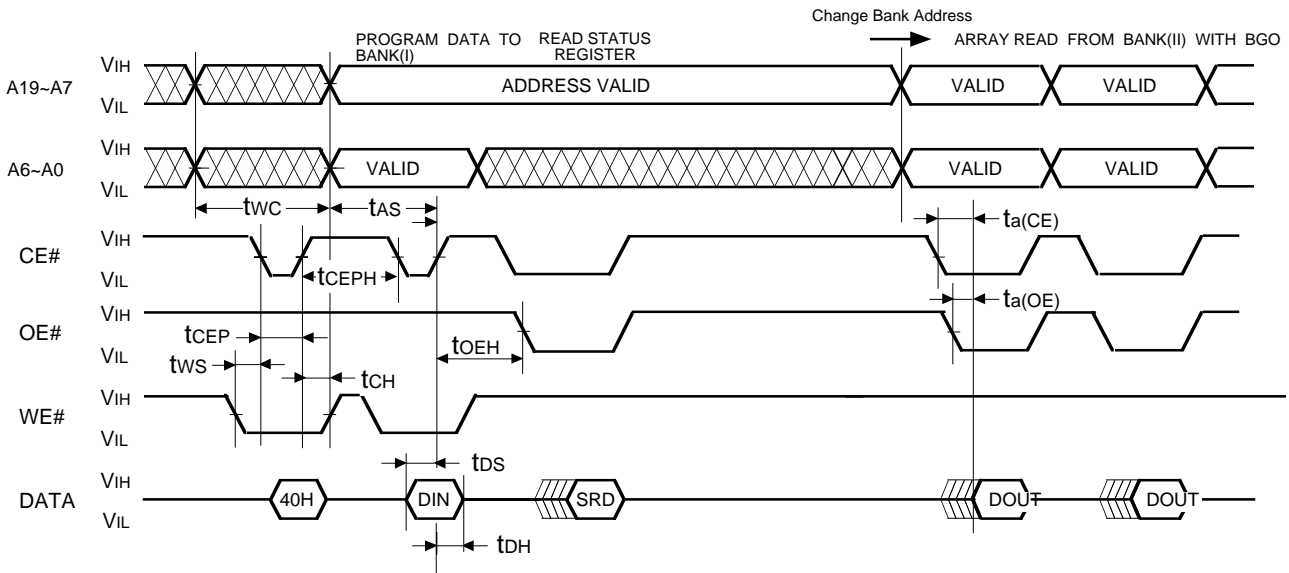 Change Bank Address
PROGRAM DATA TO
BANK(I)
READ STATUS
REGISTER
ARRAY READ FROM BANK(II) WITH BGO
A19~A7
VIH
VIL
ADDRESS VALID
VALID
VALID
A6~A0
VIH
VIL
VALID
VALID
VALID
tWC
tAS
ta(CE)
CE#
VIH
VIL
tCEPH
ta(OE)
OE#
VIH
VIL
tCEP
tOEH
tWS
tCH
WE#
VIH
VIL
tDS
DATA
VIH
VIL
40H
DIN
SRD
DOUT
DOUT
tDH